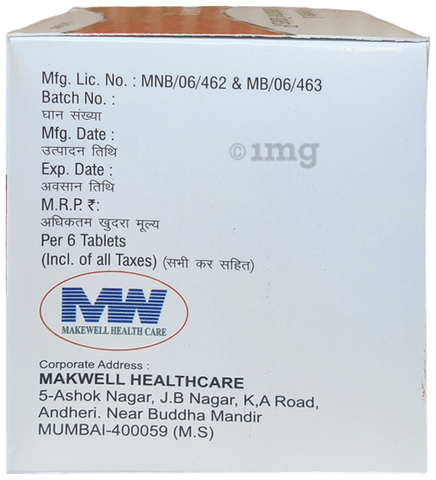 Mfg. Lic. No. : MNB/06/462 & MB/06/463
Batch No. :
घान संख्या
Mfg. Date :
उत्पादन तिथि
Exp. Date :
अवसान तिथि
M.R.P. ₹:
अधिकतम खुदरा मूल्य
Per 6 Tablets
(Incl. of all Taxes) (सभी कर सहित)
©1mg
MW
MAKEWELL HEALTH CARE
Corporate Address :
MAKWELL HEALTHCARE
5-Ashok Nagar, J.B Nagar, K,A Road,
Andheri. Near Buddha Mandir
MUMBAI-400059 (M.S)